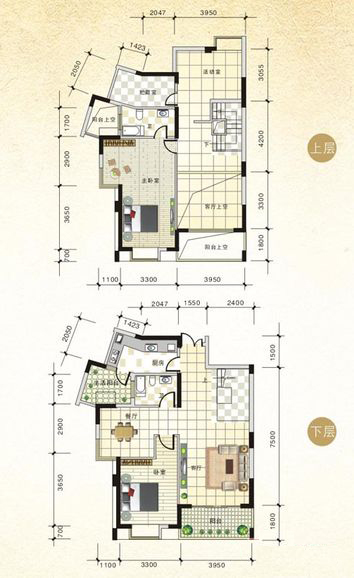 2047 3950
1423
2050
活动室
贮藏室
3055
阳台上空
卫
1700
下
4200
2900
主卧室
上层
3650
客厅上空
3300
阳台上空
1800
700
1100 3300 3950
2047 1550 2400
1423
2050
厨房
1500
生活阳台
上
1700
卫
餐厅
2900
7500
下层
卧室
客厅
3650
阳台
1800
700
1100 3300 3950